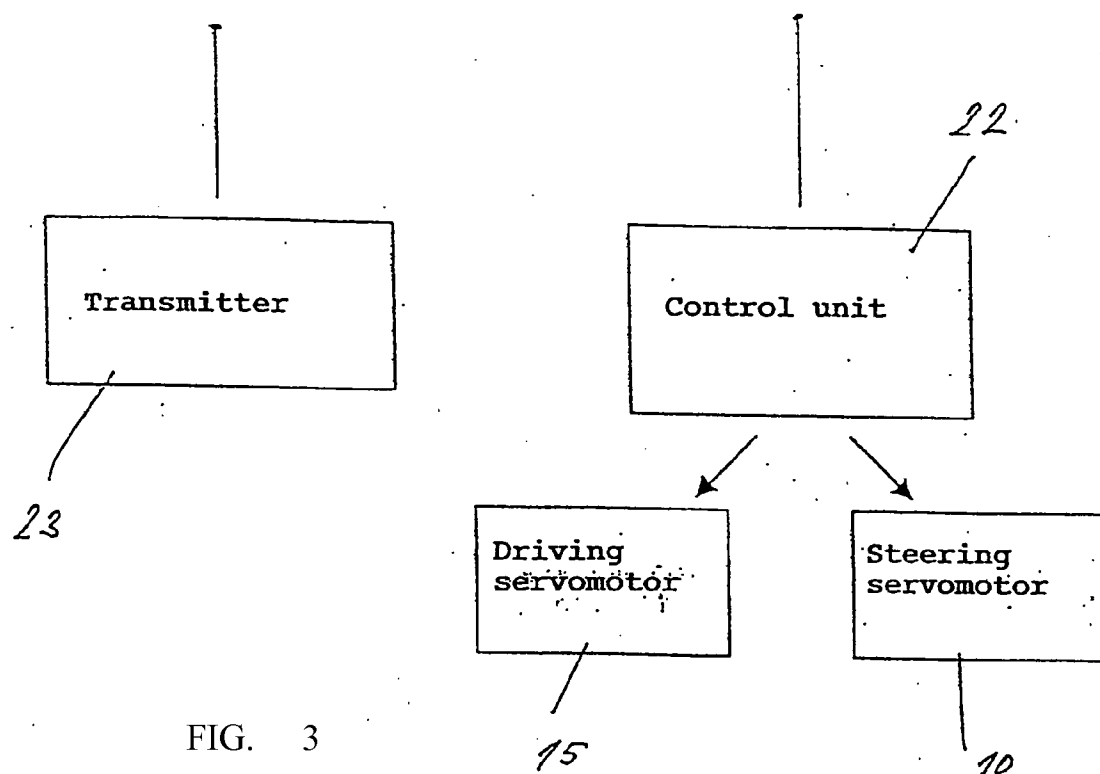 22
Transmitter
Control unit
23
Driving
servomotor
Steering
servomotor
FIG. 3
15
10